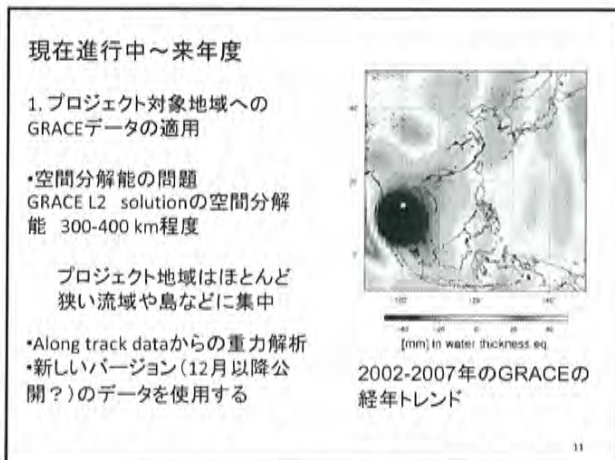 現在進行中～来年度
1. プロジェクト対象地域への
GRACEデータの適用
•空間分解能の問題
GRACE L2 solutionの空間分解
能 300-400 km程度
プロジェクト地域はほとんど
狭い流域や島などに集中
•Along track dataからの重力解析
•新しいバージョン（12月以降公
開？）のデータを使用する
[mm] in water thickness eq.
2002-2007年のGRACEの
経年トレンド
11